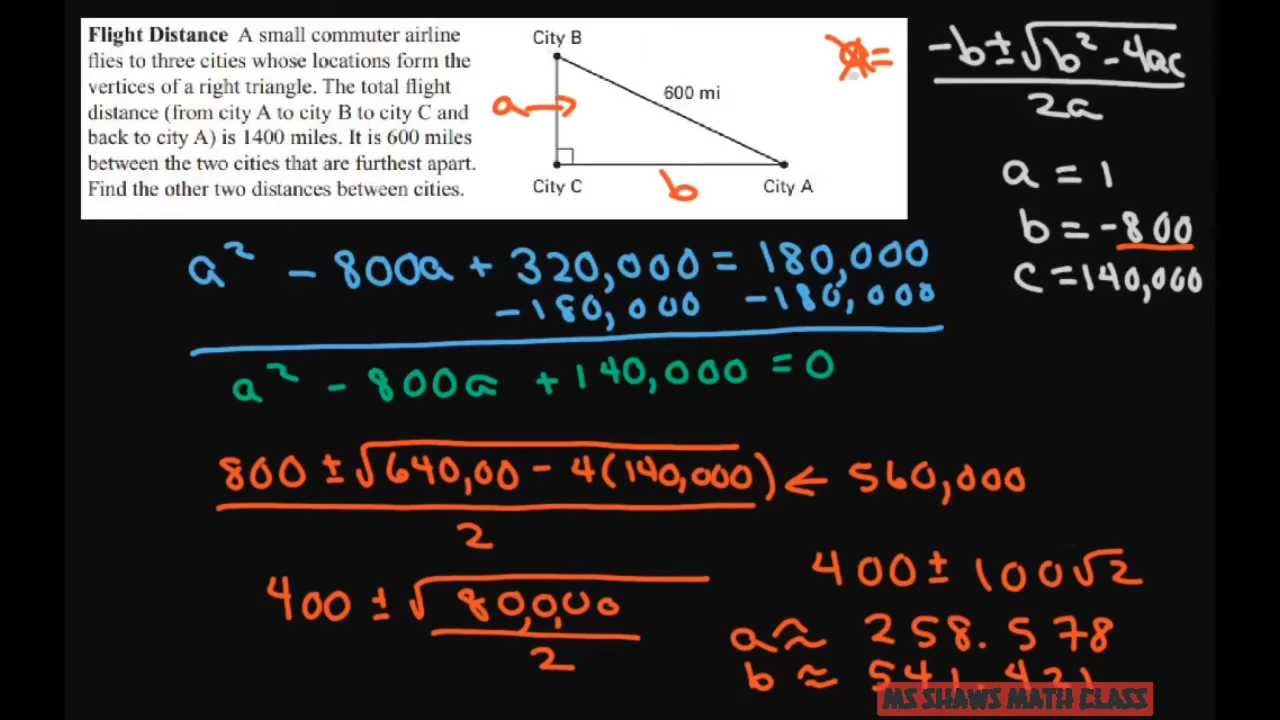 Flight Distance A small commuter airline
flies to three cities whose locations form the
vertices of a right triangle. The total flight
distance (from city A to city B to city C and
back to city A) is 1400 miles. It is 600 miles
between the two cities that are furthest apart.
Find the other two distances between cities.
City B
600 mi
a
City C
b
City A
=
-b ± √b² - 4ac
2a
a = 1
b = -800
c = 140,000
a² - 800a + 320,000 = 180,000
-180,000 -180,000
a² - 800a + 140,000 = 0
800 ± √640,00 - 4(140,000) ← 560,000
2
400 ± √80,000
2
400 ± 100√2
a ≈ 258.578
b ≈ 541.421
MS SHAWS MATH CLASS